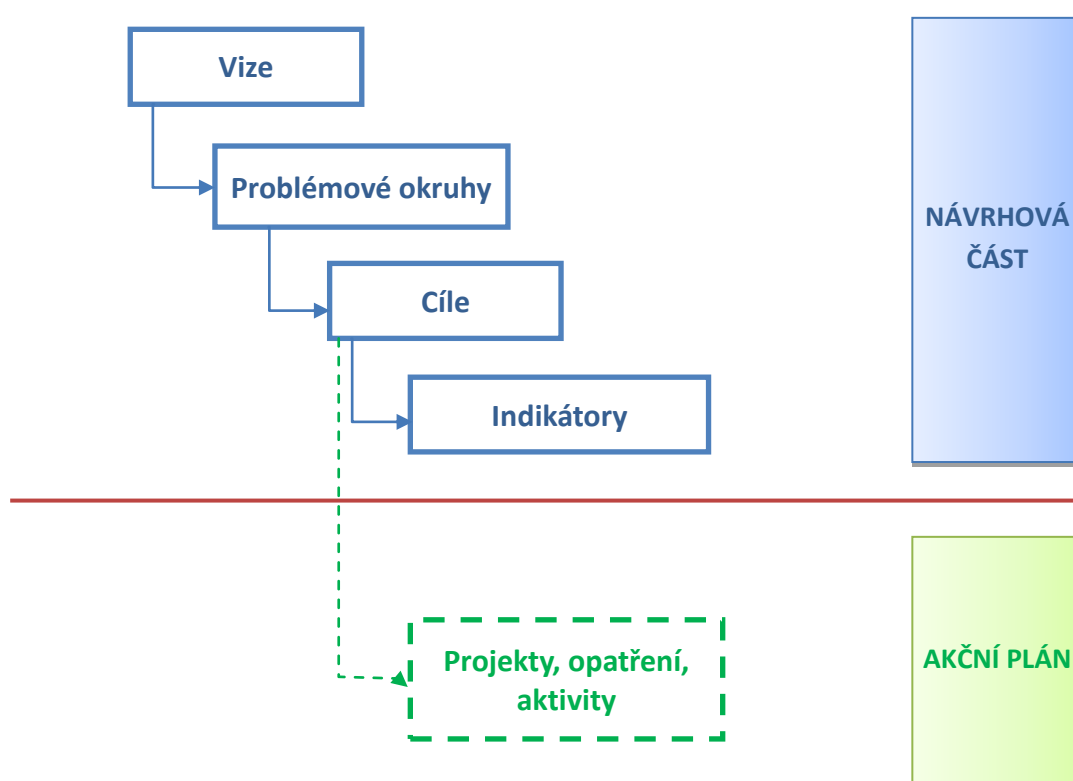 Vize
Problémové okruhy
Cíle
Indikátory
NÁVRHOVÁ
ČÁST
Projekty, opatření,
aktivity
AKČNÍ PLÁN